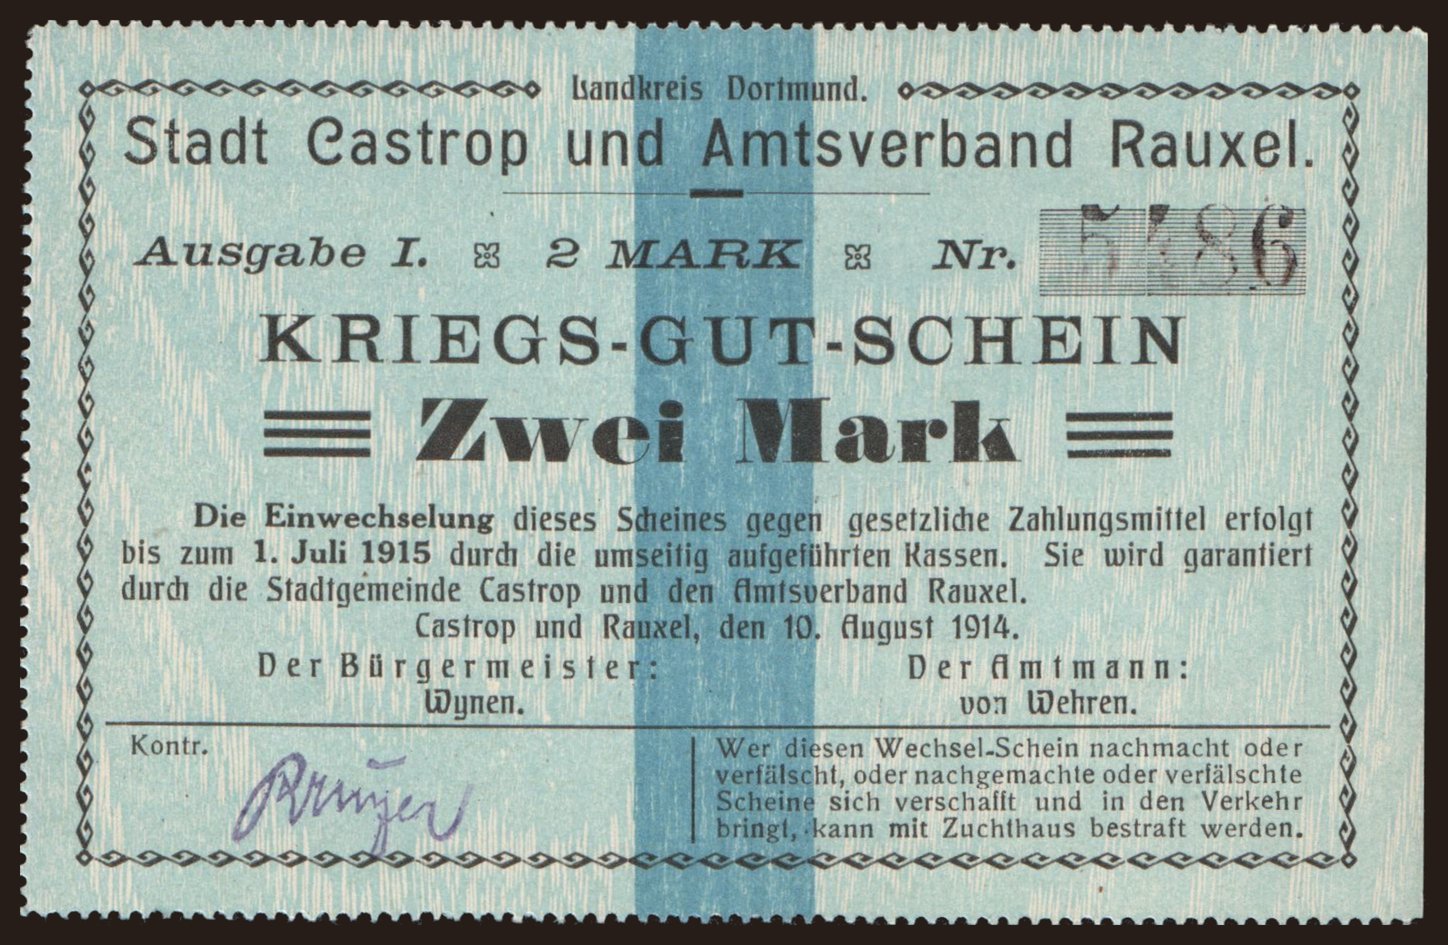 Landkreis Dortmund.
Stadt Castrop und Amtsverband Rauxel.
Ausgabe I. 2 MARK Nr. 5486
KRIEGS-GUT-SCHEIN
Zwei Mark
Die Einwechselung dieses Scheines gegen gesetzliche Zahlungsmittel erfolgt
bis zum 1. Juli 1915 durch die umseitig aufgeführten Kassen. Sie wird garantiert
durch die Stadtgemeinde Castrop und den Amtsverband Rauxel.
Castrop und Rauxel, den 10. August 1914.
Der Bürgermeister: Der Amtmann:
Wynen. von Wehren.
Kontr.
Wer diesen Wechsel-Schein nachmacht oder
verfälscht, oder nachgemachte oder verfälschte
Scheine sich verschafft und in den Verkehr
bringt, kann mit Zuchthaus bestraft werden.